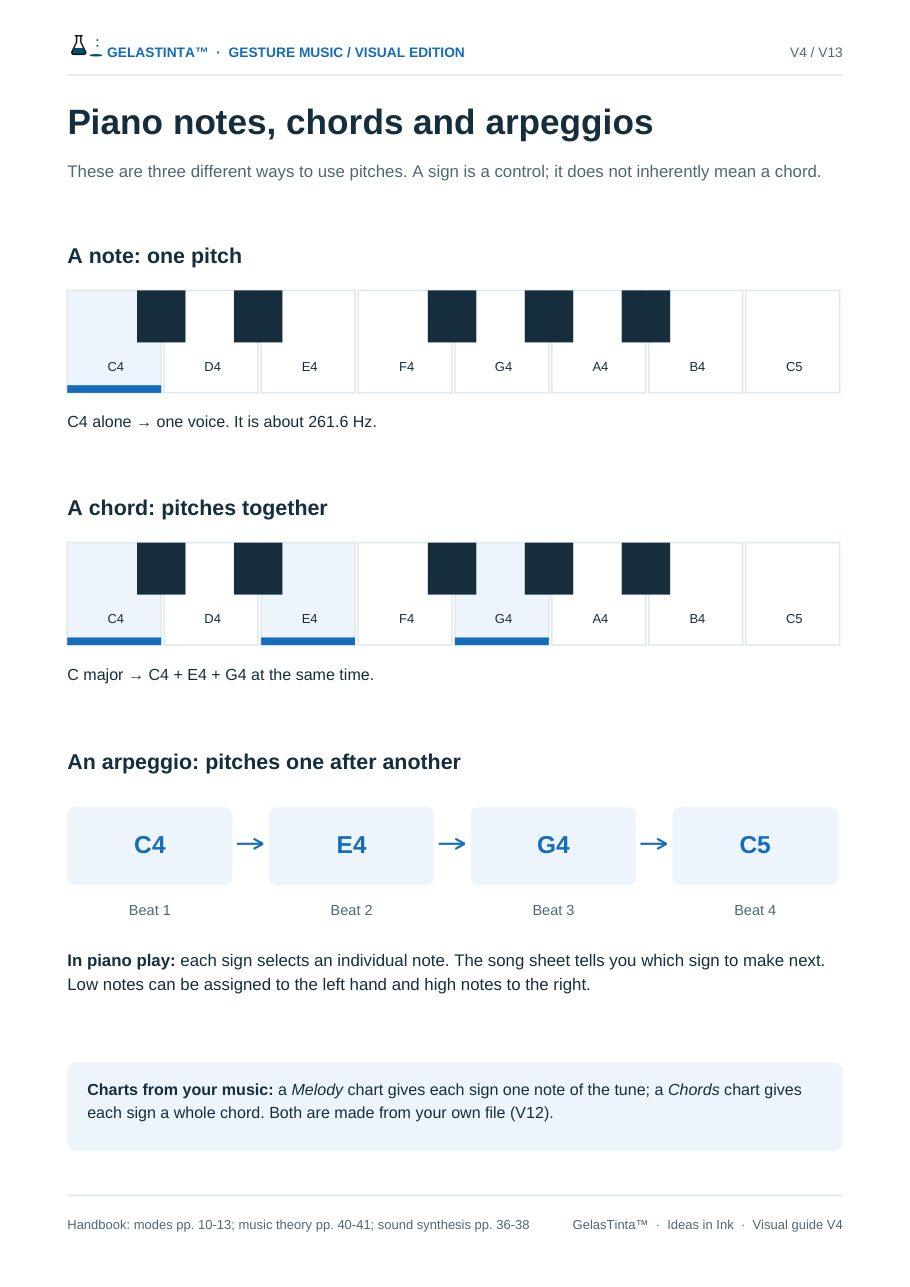 GELASTINTA™ · GESTURE MUSIC / VISUAL EDITION
V4 / V13
Piano notes, chords and arpeggios
These are three different ways to use pitches. A sign is a control; it does not inherently mean a chord.
A note: one pitch
C4 D4 E4 F4 G4 A4 B4 C5
C4 alone → one voice. It is about 261.6 Hz.
A chord: pitches together
C4 D4 E4 F4 G4 A4 B4 C5
C major → C4 + E4 + G4 at the same time.
An arpeggio: pitches one after another
C4 → E4 → G4 → C5
Beat 1 Beat 2 Beat 3 Beat 4
In piano play: each sign selects an individual note. The song sheet tells you which sign to make next.
Low notes can be assigned to the left hand and high notes to the right.
Charts from your music: a Melody chart gives each sign one note of the tune; a Chords chart gives
each sign a whole chord. Both are made from your own file (V12).
Handbook: modes pp. 10-13; music theory pp. 40-41; sound synthesis pp. 36-38
GelasTinta™ · Ideas in Ink · Visual guide V4